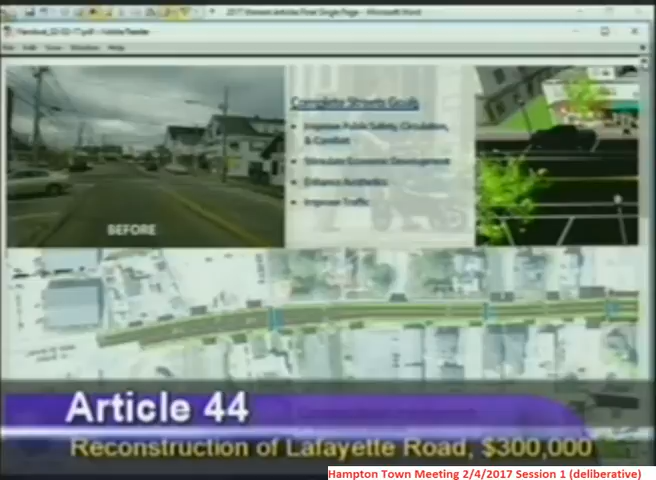 2017 Warrant Articles Final Single Page - Microsoft Word
Complete Streets Goals
• Improve Public Safety, Circulation,
& Comfort
• Stimulate Economic Development
• Enhance Aesthetics
• Improve Traffic
BEFORE
Article 44
Reconstruction of Lafayette Road, $300,000
Hampton Town Meeting 2/4/2017 Session 1 (deliberative)